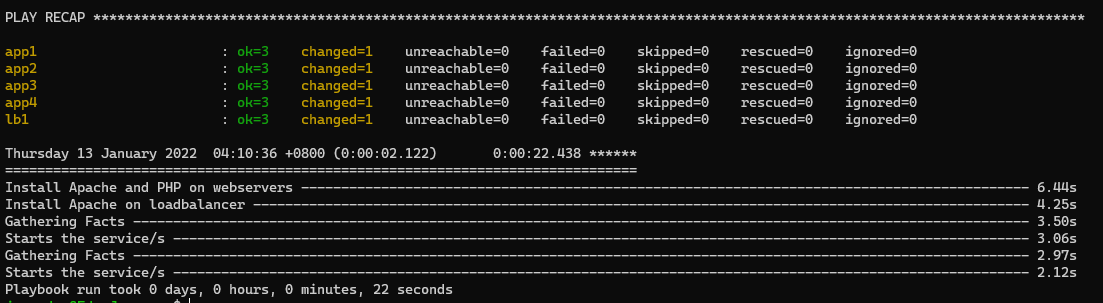 PLAY RECAP ****************************************************************************************************************************
app1 : ok=3 changed=1 unreachable=0 failed=0 skipped=0 rescued=0 ignored=0
app2 : ok=3 changed=1 unreachable=0 failed=0 skipped=0 rescued=0 ignored=0
app3 : ok=3 changed=1 unreachable=0 failed=0 skipped=0 rescued=0 ignored=0
app4 : ok=3 changed=1 unreachable=0 failed=0 skipped=0 rescued=0 ignored=0
lb1 : ok=3 changed=1 unreachable=0 failed=0 skipped=0 rescued=0 ignored=0
Thursday 13 January 2022 04:10:36 +0800 (0:00:02.122) 0:00:22.438 ******
===============================================================================
Install Apache and PHP on webservers ------------------------------------------------------------------------------------------- 6.44s
Install Apache on loadbalancer ------------------------------------------------------------------------------------------------- 4.25s
Gathering Facts ---------------------------------------------------------------------------------------------------------------- 3.50s
Starts the service/s ----------------------------------------------------------------------------------------------------------- 3.06s
Gathering Facts ---------------------------------------------------------------------------------------------------------------- 2.97s
Starts the service/s ----------------------------------------------------------------------------------------------------------- 2.12s
Playbook run took 0 days, 0 hours, 0 minutes, 22 seconds